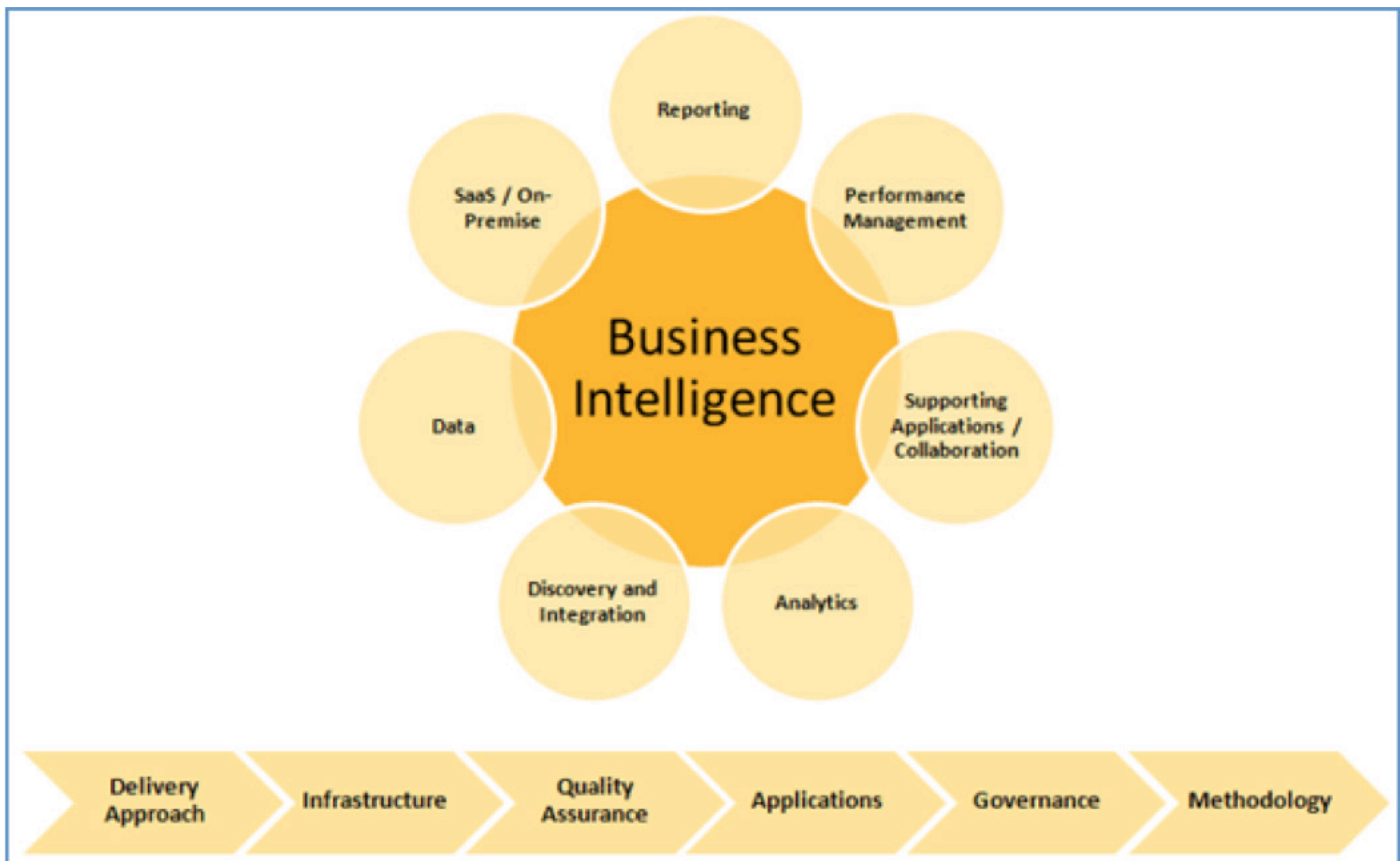 Reporting
SaaS / On-
Premise
Performance
Management
Business
Intelligence
Data
Supporting
Applications /
Collaboration
Discovery and
Integration
Analytics
Delivery
Approach
Infrastructure
Quality
Assurance
Applications
Governance
Methodology